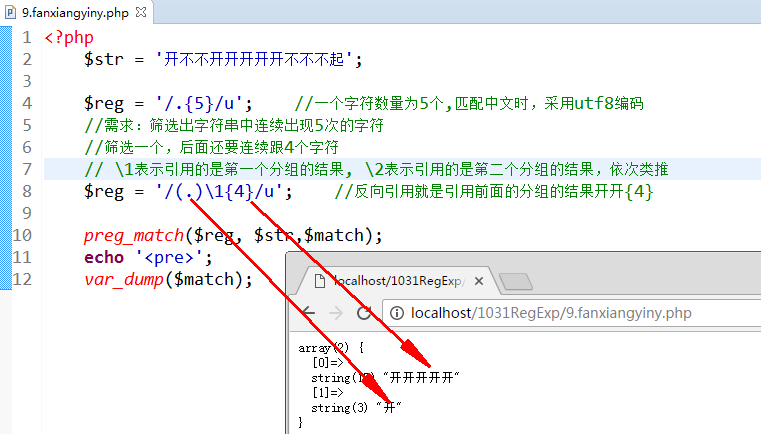 9.fanxiangyiny.php
1 <?php
2 $str = '开不不开开开开开不不不起';
3
4 $reg = '/.{5}/u'; //一个字符数量为5个,匹配中文时，采用utf8编码
5 //需求：筛选出字符串中连续出现5次的字符
6 //筛选一个，后面还要连续跟4个字符
7 // \1表示引用的是第一个分组的结果, \2表示引用的是第二个分组的结果，依次类推
8 $reg = '/(.)\1{4}/u'; //反向引用就是引用前面的分组的结果开开{4}
9
10 preg_match($reg, $str,$match);
11 echo '<pre>';
12 var_dump($match);
localhost/1031RegExp/
localhost/1031RegExp/9.fanxiangyiny.php
array(2) {
[0]=>
"开开开开开"
[1]=>
string(3) "开"
}